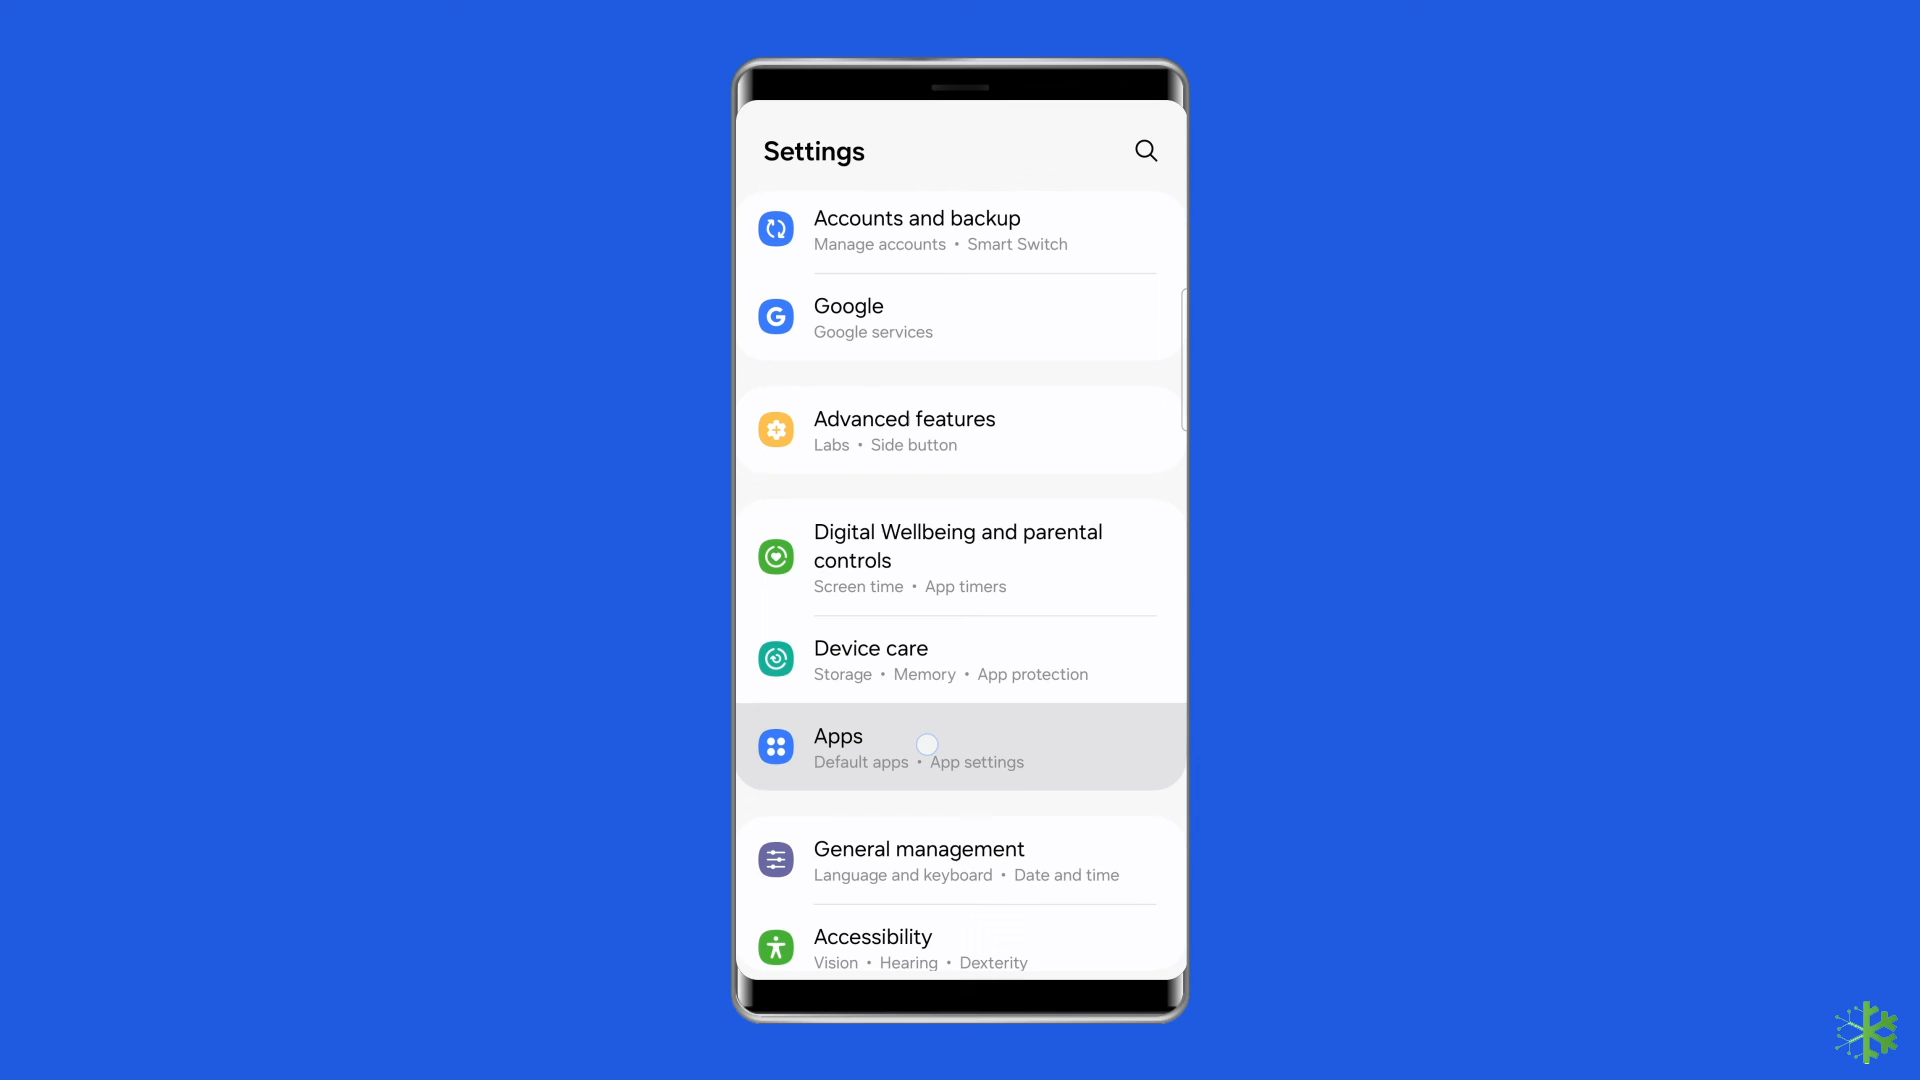 Settings
Accounts and backup
Manage accounts • Smart Switch
Google
Google services
Advanced features
Labs • Side button
Digital Wellbeing and parental
controls
Screen time • App timers
Device care
Storage • Memory • App protection
Apps
Default apps • App settings
General management
Language and keyboard • Date and time
Accessibility
Vision • Hearing • Dexterity